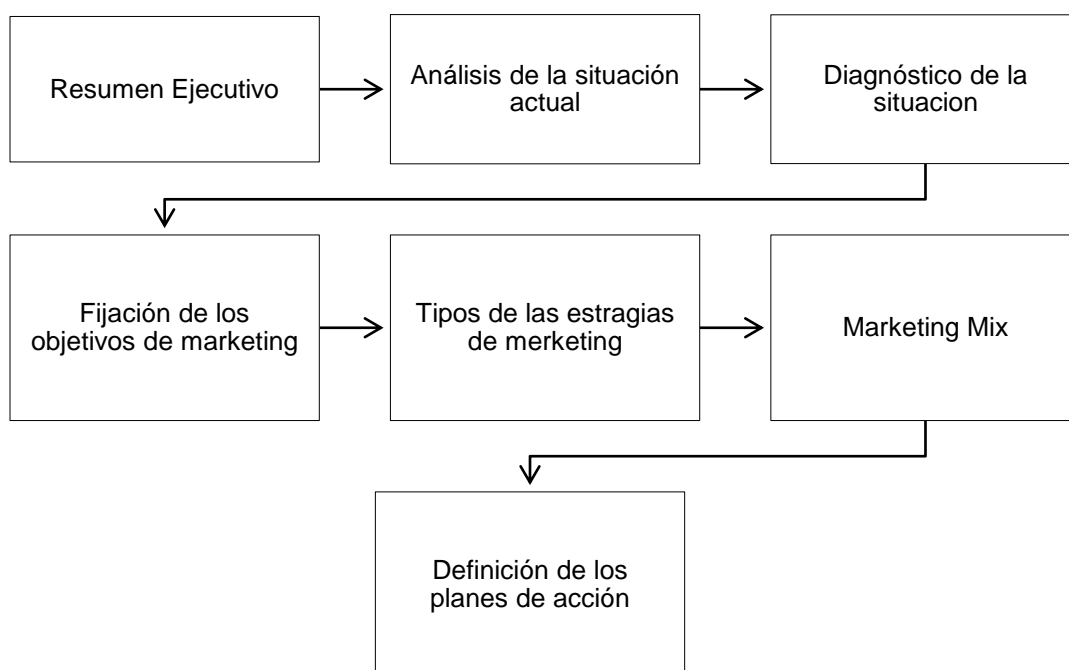 Resumen Ejecutivo
Análisis de la situación
actual
Diagnóstico de la
situacion
Fijación de los
objetivos de marketing
Tipos de las estragias
de merketing
Marketing Mix
Definición de los
planes de acción